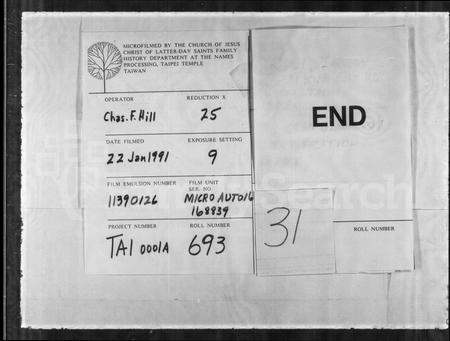 MICROFILMED BY THE CHURCH OF JESUS
CHRIST OF LATTER-DAY SAINTS FAMILY
HISTORY DEPARTMENT AT THE NAMES
PROCESSING, TAIPEI TEMPLE
TAIWAN
OPERATOR REDUCTION X
Chas. F. Hill 25
DATE FILMED EXPOSURE SETTING
22 Jan 1991 9
FILM EMULSION NUMBER FILM UNIT
SER. NO.
11390126 MICRO AUTO16
168839
PROJECT NUMBER ROLL NUMBER
TAI 0001A 693
END
31
ROLL NUMBER